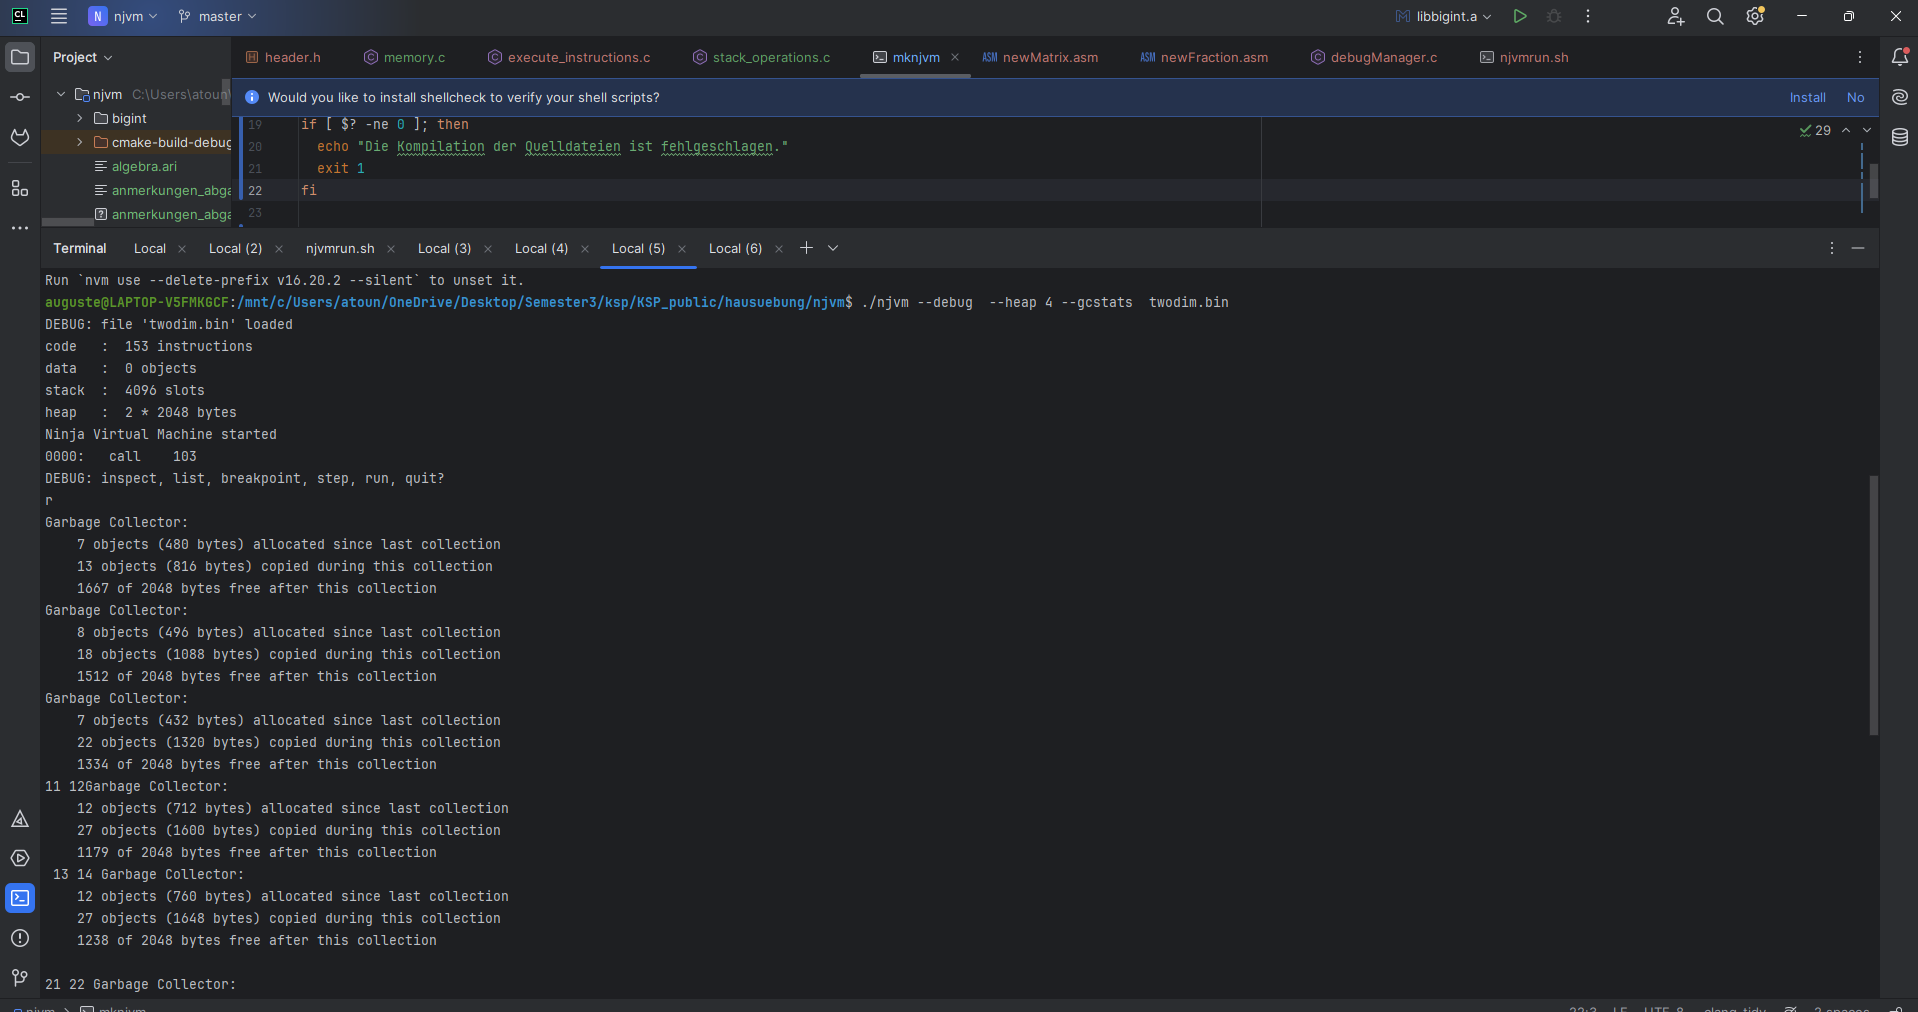 CL njvm master libbigint.a
Project header.h memory.c execute_instructions.c stack_operations.c mknjvm newMatrix.asm newFraction.asm debugManager.c njvmrun.sh
Would you like to install shellcheck to verify your shell scripts? Install No
njvm C:\Users\atoun\
bigint
cmake-build-debug
algebra.ari
anmerkungen_abga
anmerkungen_abga
19 if [ $? -ne 0 ]; then
20 echo "Die Kompilation der Quelldateien ist fehlgeschlagen."
21 exit 1
22 fi
23
29
Terminal Local Local (2) njvmrun.sh Local (3) Local (4) Local (5) Local (6)
Run `nvm use --delete-prefix v16.20.2 --silent` to unset it.
auguste@LAPTOP-V5FMKGCF:/mnt/c/Users/atoun/OneDrive/Desktop/Semester3/ksp/KSP_public/hausuebung/njvm$ ./njvm --debug  --heap 4 --gcstats  twodim.bin
DEBUG: file 'twodim.bin' loaded
code   :  153 instructions
data   :  0 objects
stack  :  4096 slots
heap   :  2 * 2048 bytes
Ninja Virtual Machine started
0000:   call    103
DEBUG: inspect, list, breakpoint, step, run, quit?
r
Garbage Collector:
7 objects (480 bytes) allocated since last collection
13 objects (816 bytes) copied during this collection
1667 of 2048 bytes free after this collection
Garbage Collector:
8 objects (496 bytes) allocated since last collection
18 objects (1088 bytes) copied during this collection
1512 of 2048 bytes free after this collection
Garbage Collector:
7 objects (432 bytes) allocated since last collection
22 objects (1320 bytes) copied during this collection
1334 of 2048 bytes free after this collection
11 12Garbage Collector:
12 objects (712 bytes) allocated since last collection
27 objects (1600 bytes) copied during this collection
1179 of 2048 bytes free after this collection
13 14 Garbage Collector:
12 objects (760 bytes) allocated since last collection
27 objects (1648 bytes) copied during this collection
1238 of 2048 bytes free after this collection
21 22 Garbage Collector:
njvm mknjvm 22:3 LF UTF-8 clang-tidy 2 spaces